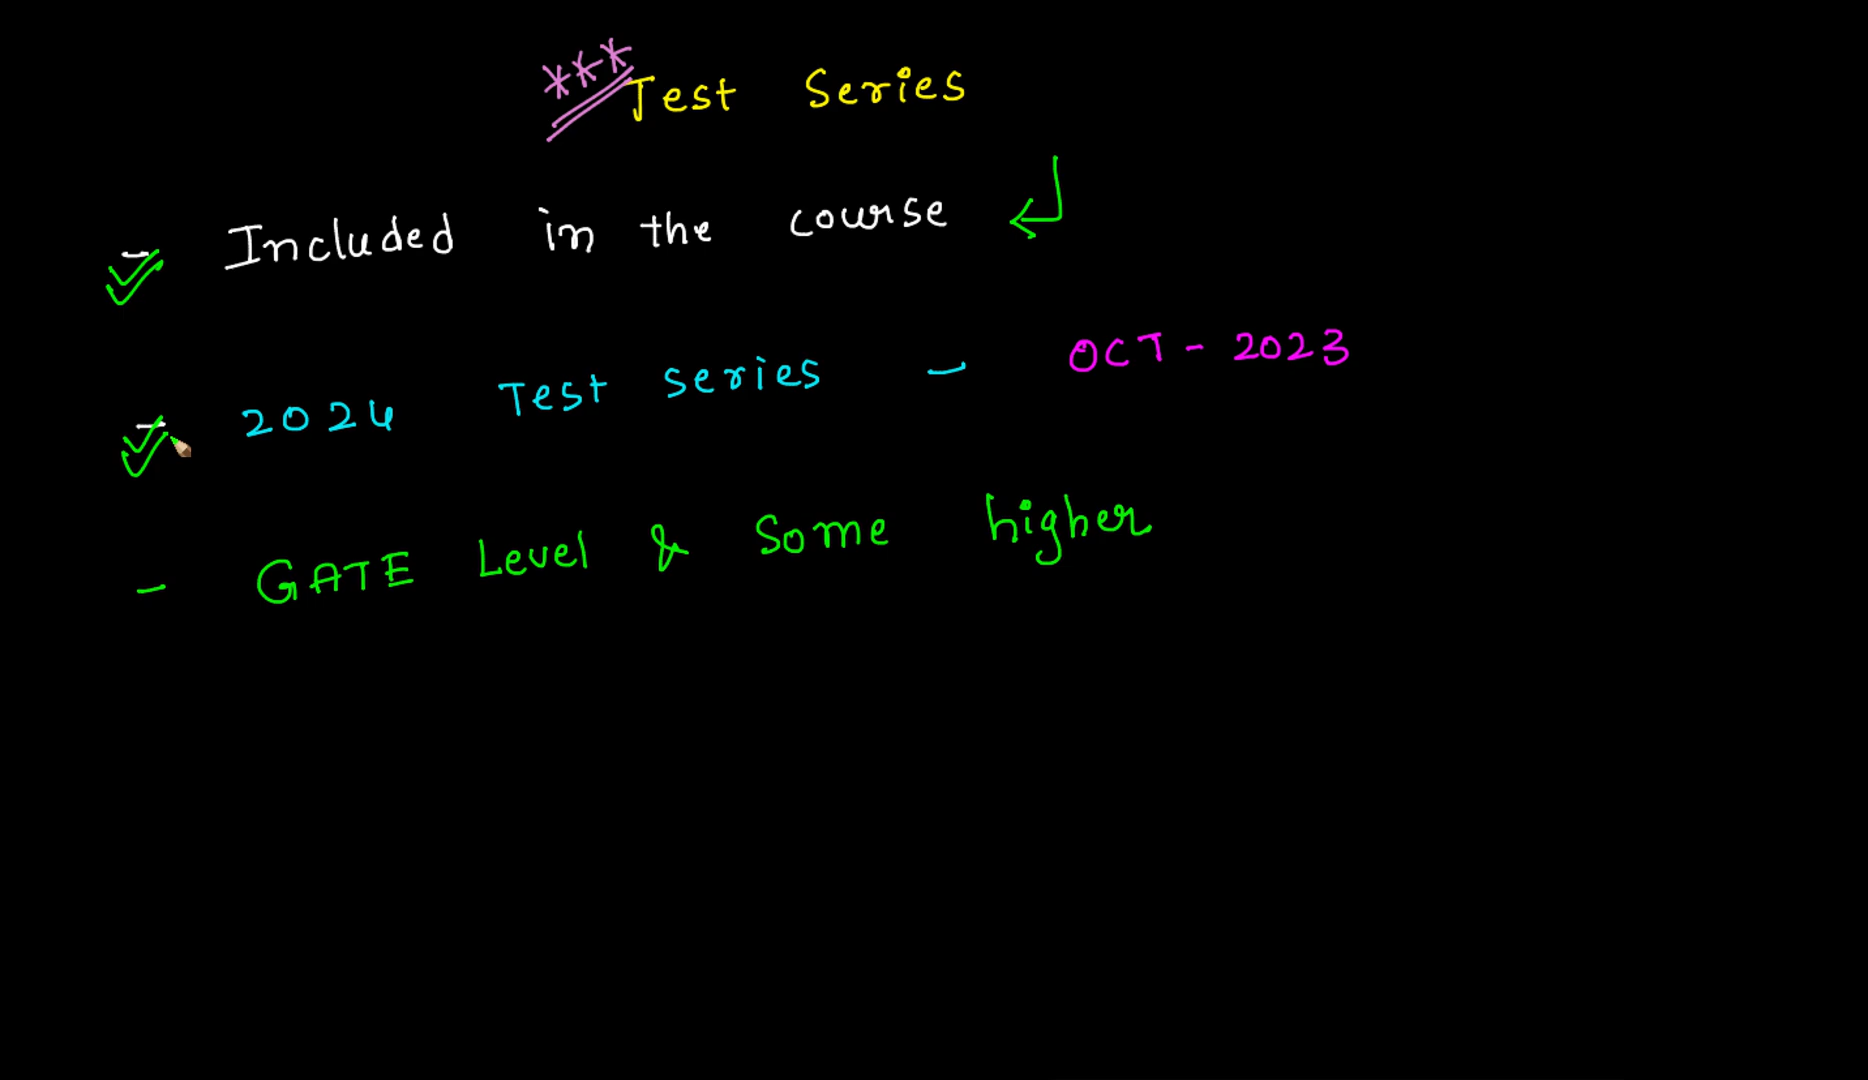 *** Test Series
- Included in the course
- 2024 Test series - OCT - 2023
- GATE Level & Some higher